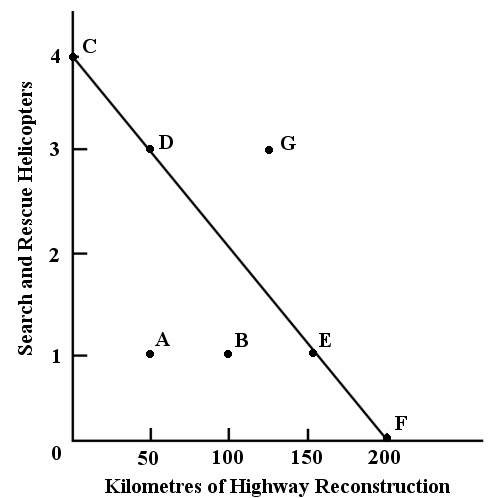 C
4
D
G
3
2
A
B
E
1
F
0
50
100
150
200
Search and Rescue Helicopters
Kilometres of Highway Reconstruction